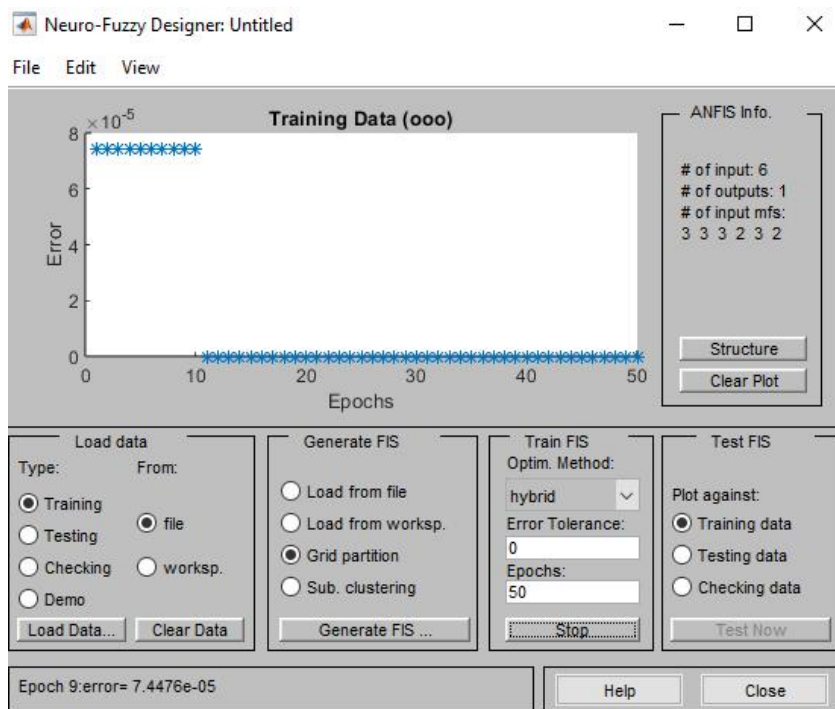 Neuro-Fuzzy Designer: Untitled
File Edit View
×10⁻⁵
Training Data (ooo)
8
6
4
2
0
Error
0 10 20 30 40 50
Epochs
ANFIS Info.
# of input: 6
# of outputs: 1
# of input mfs:
3 3 3 2 3 2
Structure
Clear Plot
Load data
Type: From:
Training
Testing
Checking
Demo
file
worksp.
Load Data... Clear Data
Generate FIS
Load from file
Load from worksp.
Grid partition
Sub. clustering
Generate FIS ...
Train FIS
Optim. Method:
hybrid
Error Tolerance:
0
Epochs:
50
Stop
Test FIS
Plot against:
Training data
Testing data
Checking data
Test Now
Epoch 9:error= 7.4476e-05
Help Close